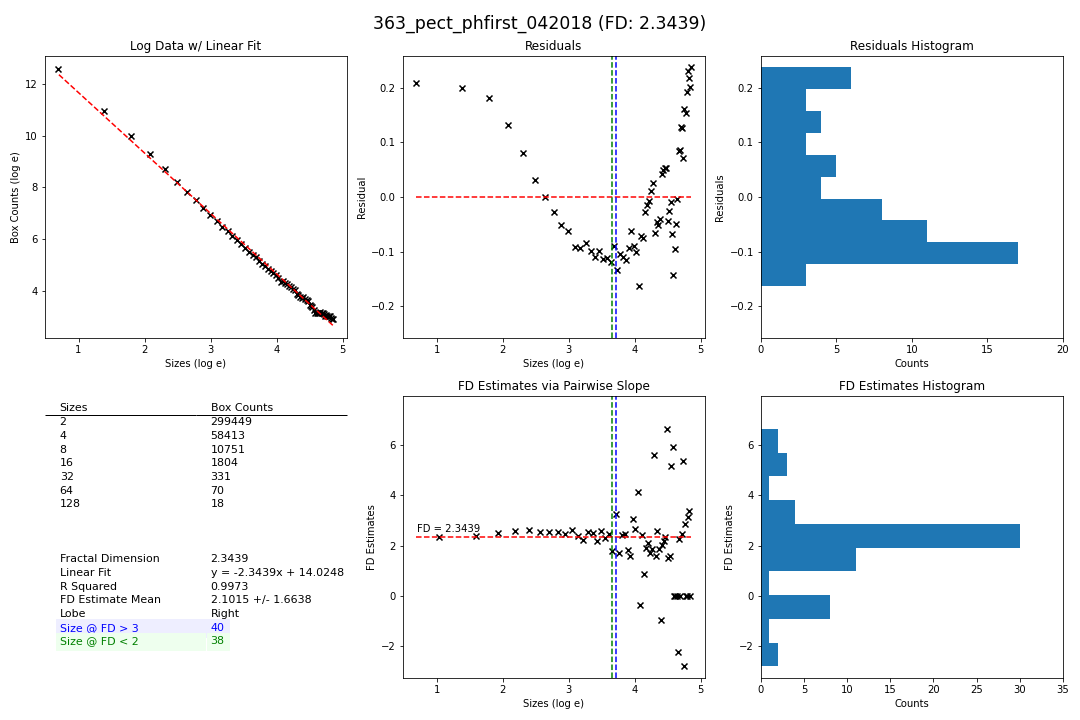 363_pect_phfirst_042018 (FD: 2.3439)
Log Data w/ Linear Fit
Box Counts (log e)
12
10
8
6
4
1 2 3 4 5
Sizes (log e)
Residuals
Residual
0.2
0.1
0.0
−0.1
−0.2
1 2 3 4 5
Sizes (log e)
Residuals Histogram
Residuals
0.2
0.1
0.0
−0.1
−0.2
0 5 10 15 20
Counts
Sizes Box Counts
2 299449
4 58413
8 10751
16 1804
32 331
64 70
128 18
Fractal Dimension 2.3439
Linear Fit y = -2.3439x + 14.0248
R Squared 0.9973
FD Estimate Mean 2.1015 +/- 1.6638
Lobe Right
Size @ FD > 3 40
Size @ FD < 2 38
FD Estimates via Pairwise Slope
FD Estimates
6
4
FD = 2.3439
2
0
−2
1 2 3 4 5
Sizes (log e)
FD Estimates Histogram
FD Estimates
6
4
2
0
−2
0 5 10 15 20 25 30 35
Counts